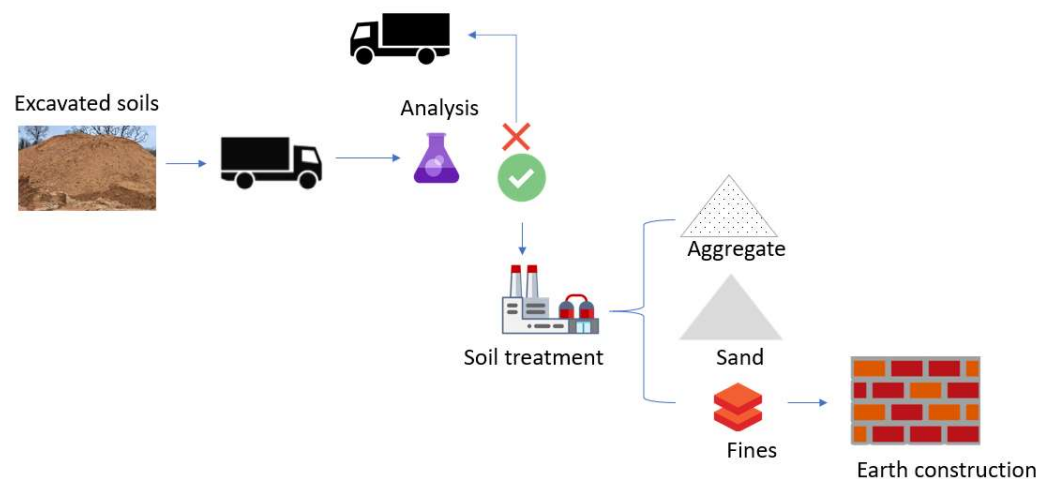 Excavated soils
Analysis
Aggregate
Soil treatment
Sand
Fines
Earth construction